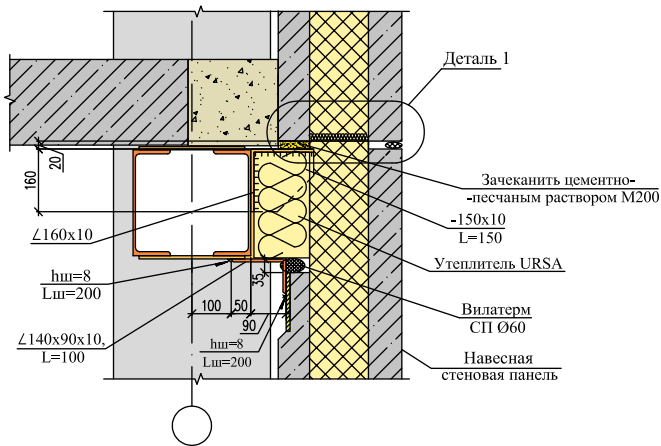 Деталь 1
20
160
Зачеканить цементно-
-песчаным раствором М200
-150х10
L=150
∠160х10
Утеплитель URSA
hш=8
Lш=200
35
100
50
90
Вилатерм
СП Ø60
∠140х90х10,
L=100
hш=8
Lш=200
Навесная
стеновая панель